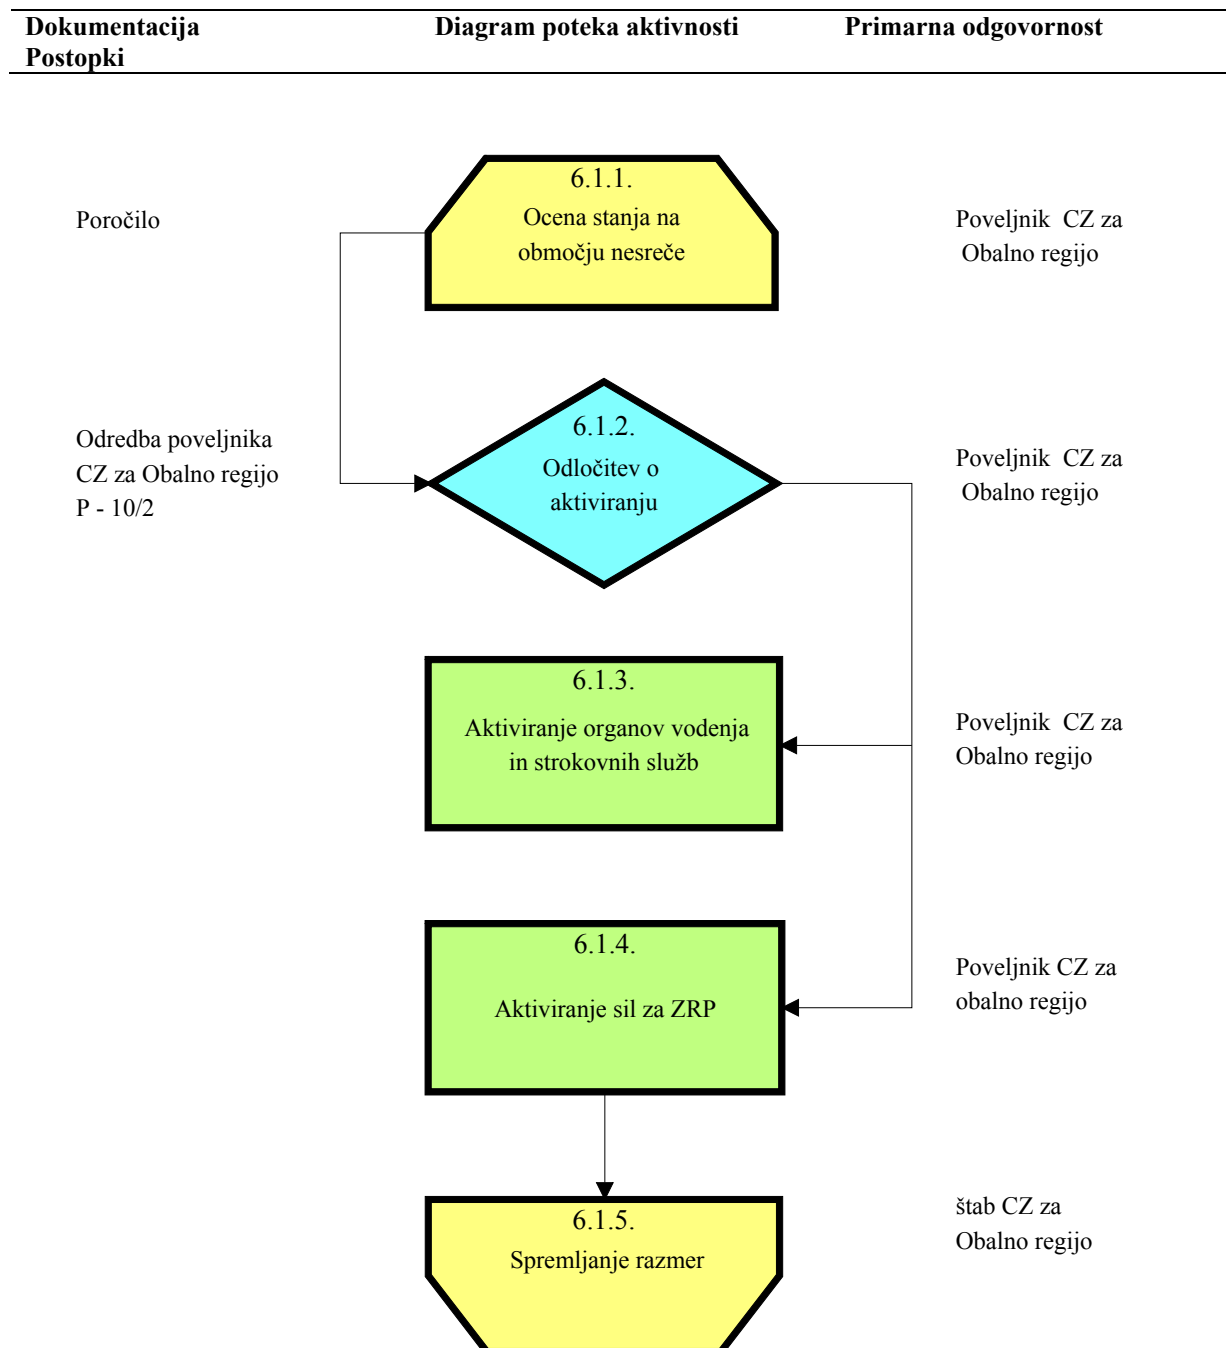 Dokumentacija Diagram poteka aktivnosti Primarna odgovornost
Postopki
6.1.1.
Poročilo
Ocena stanja na
območju nesreče
Poveljnik CZ za
Obalno regijo
Odredba poveljnika
CZ za Obalno regijo
P - 10/2
6.1.2.
Odločitev o
aktiviranju
Poveljnik CZ za
Obalno regijo
6.1.3.
Aktiviranje organov vodenja
in strokovnih služb
Poveljnik CZ za
Obalno regijo
6.1.4.
Aktiviranje sil za ZRP
Poveljnik CZ za
obalno regijo
6.1.5.
Spremljanje razmer
štab CZ za
Obalno regijo